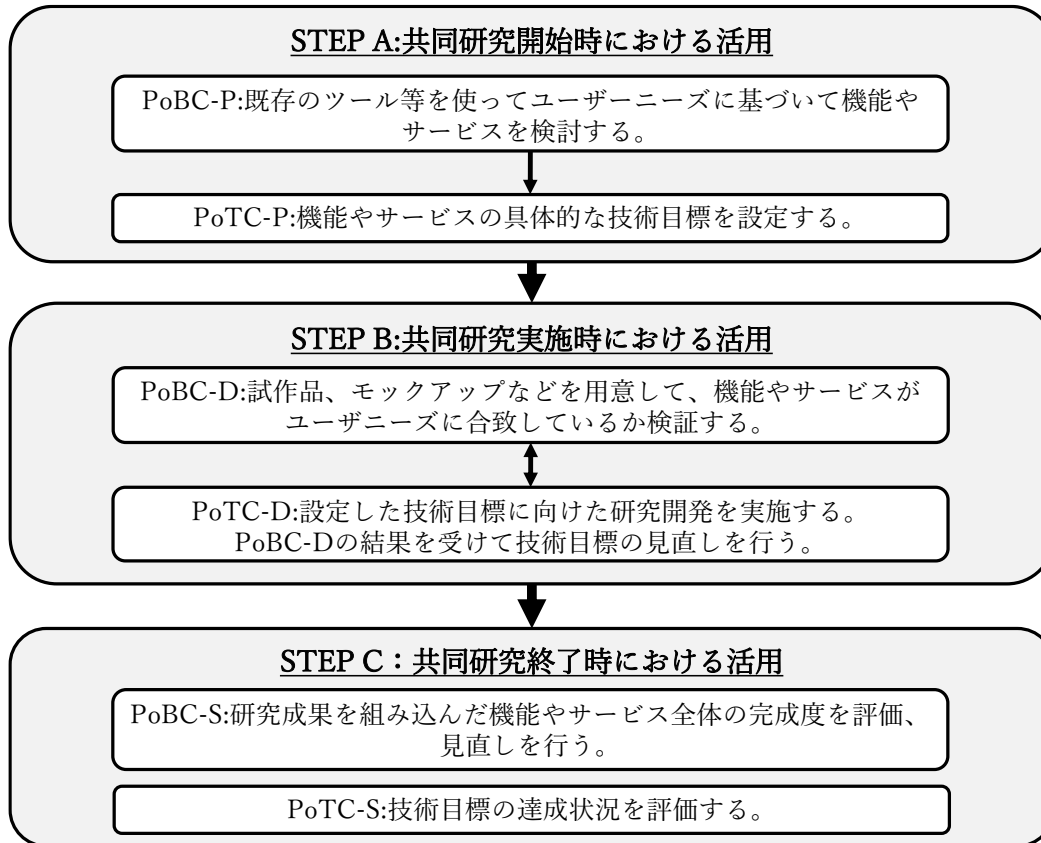 STEP A:共同研究開始時における活用
PoBC-P:既存のツール等を使ってユーザーニーズに基づいて機能や
サービスを検討する。
PoTC-P:機能やサービスの具体的な技術目標を設定する。
STEP B:共同研究実施時における活用
PoBC-D:試作品、モックアップなどを用意して、機能やサービスが
ユーザニーズに合致しているか検証する。
PoTC-D:設定した技術目標に向けた研究開発を実施する。
PoBC-Dの結果を受けて技術目標の見直しを行う。
STEP C：共同研究終了時における活用
PoBC-S:研究成果を組み込んだ機能やサービス全体の完成度を評価、
見直しを行う。
PoTC-S:技術目標の達成状況を評価する。